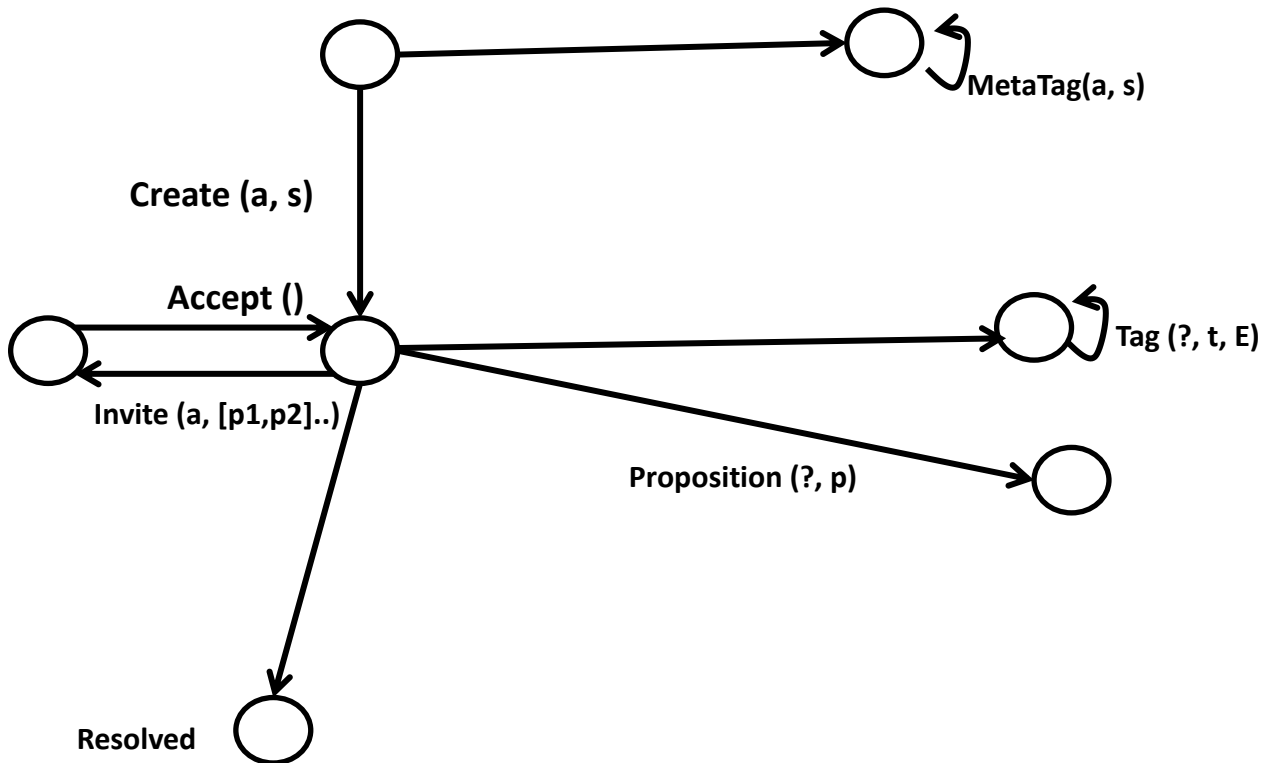 MetaTag(a, s)
Create (a, s)
Accept ()
Tag (?, t, E)
Invite (a, [p1,p2]..)
Proposition (?, p)
Resolved